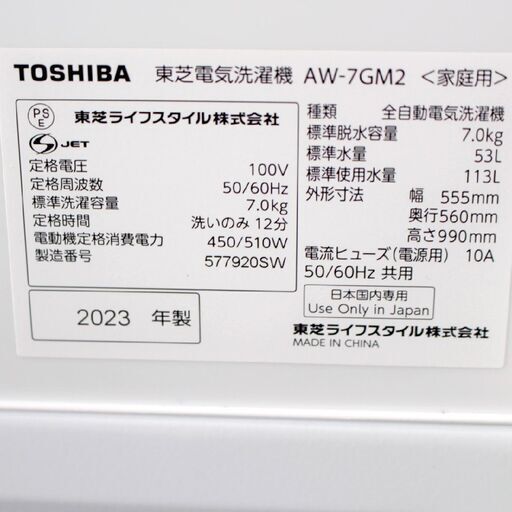 TOSHIBA 東芝電気洗濯機 AW-7GM2 <家庭用>
PS
E
東芝ライフスタイル株式会社
S JET
定格電圧 100V
定格周波数 50/60Hz
標準洗濯容量 7.0kg
定格時間 洗いのみ 12分
電動機定格消費電力 450/510W
製造番号 577920SW
2023 年製
種類 全自動電気洗濯機
標準脱水容量 7.0kg
標準水量 53L
標準使用水量 113L
外形寸法 幅 555mm
奥行560mm
高さ990mm
電流ヒューズ(電源用) 10A
50/60Hz 共用
日本国内専用
Use Only in Japan
東芝ライフスタイル株式会社
MADE IN CHINA